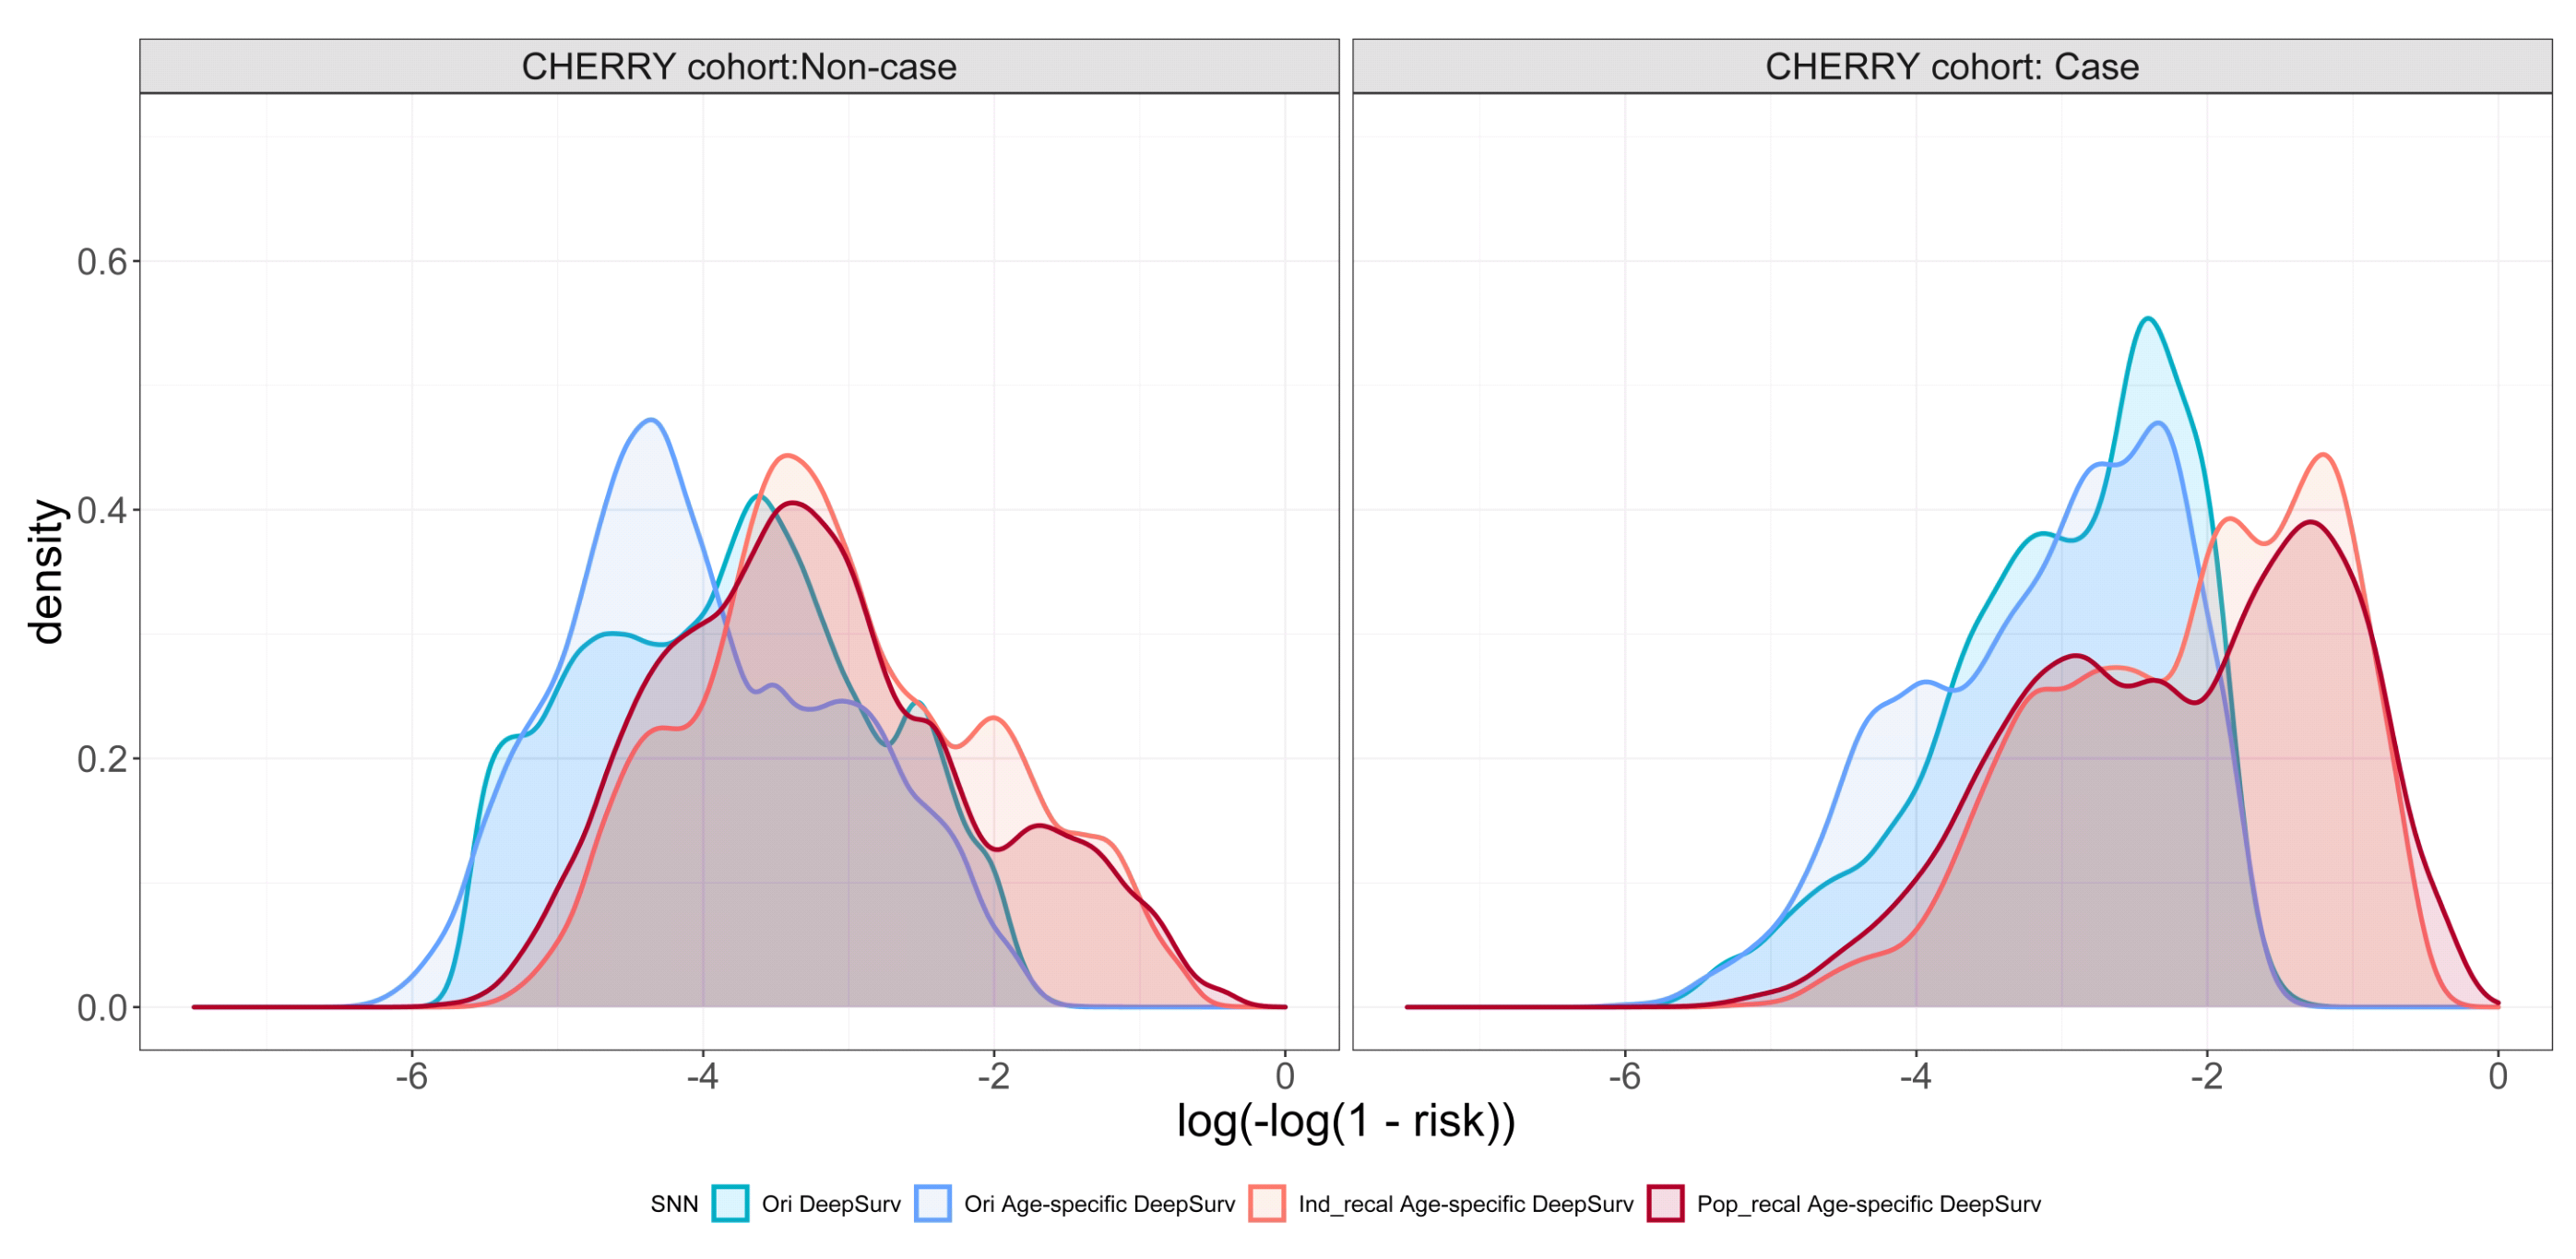 CHERRY cohort:Non-case
CHERRY cohort: Case
density
0.6
0.4
0.2
0.0
-6 -4 -2 0
-6 -4 -2 0
log(-log(1 - risk))
SNN Ori DeepSurv Ori Age-specific DeepSurv Ind_recal Age-specific DeepSurv Pop_recal Age-specific DeepSurv